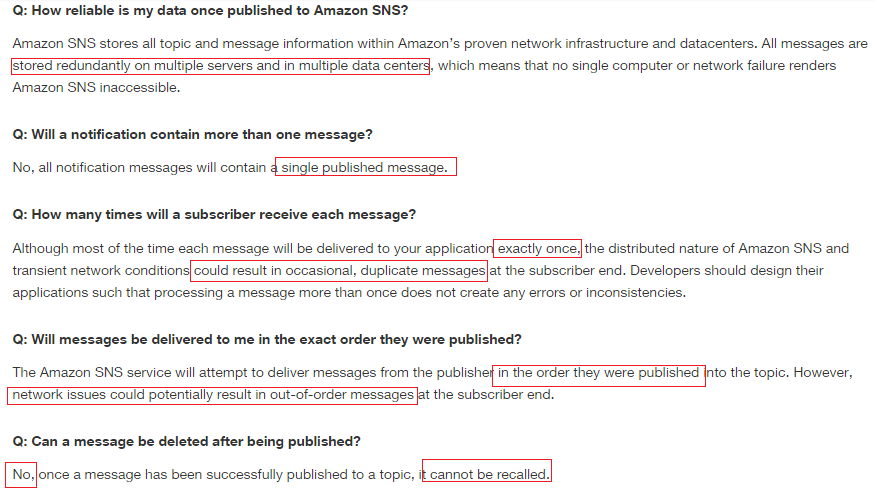 Q: How reliable is my data once published to Amazon SNS?
Amazon SNS stores all topic and message information within Amazon’s proven network infrastructure and datacenters. All messages are
stored redundantly on multiple servers and in multiple data centers, which means that no single computer or network failure renders
Amazon SNS inaccessible.
Q: Will a notification contain more than one message?
No, all notification messages will contain a single published message.
Q: How many times will a subscriber receive each message?
Although most of the time each message will be delivered to your application exactly once, the distributed nature of Amazon SNS and
transient network conditions could result in occasional, duplicate messages at the subscriber end. Developers should design their
applications such that processing a message more than once does not create any errors or inconsistencies.
Q: Will messages be delivered to me in the exact order they were published?
The Amazon SNS service will attempt to deliver messages from the publisher in the order they were published into the topic. However,
network issues could potentially result in out-of-order messages at the subscriber end.
Q: Can a message be deleted after being published?
No, once a message has been successfully published to a topic, it cannot be recalled.